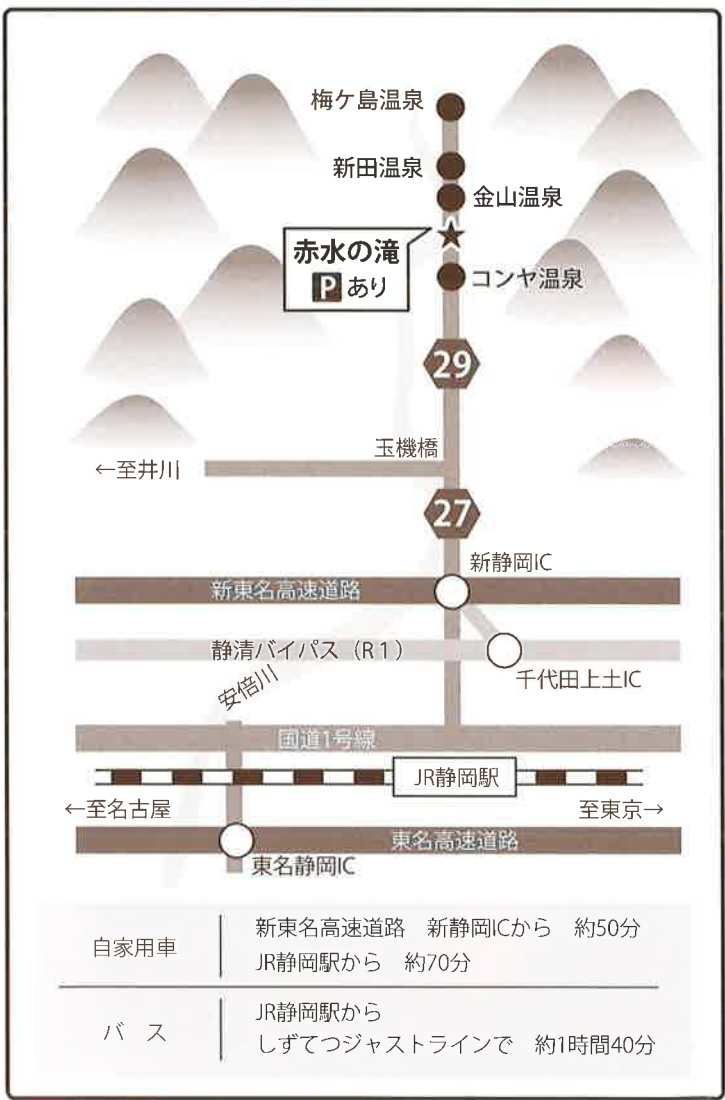 梅ケ島温泉
新田温泉
金山温泉
赤水の滝
P あり
コンヤ温泉
29
玉機橋
←至井川
27
新静岡IC
新東名高速道路
静清バイパス（R1）
千代田上土IC
安倍川
国道1号線
JR静岡駅
←至名古屋
至東京→
東名高速道路
東名静岡IC
自家用車
新東名高速道路　新静岡ICから　約50分
JR静岡駅から　約70分
バ　ス
JR静岡駅から
しずてつジャストラインで　約1時間40分